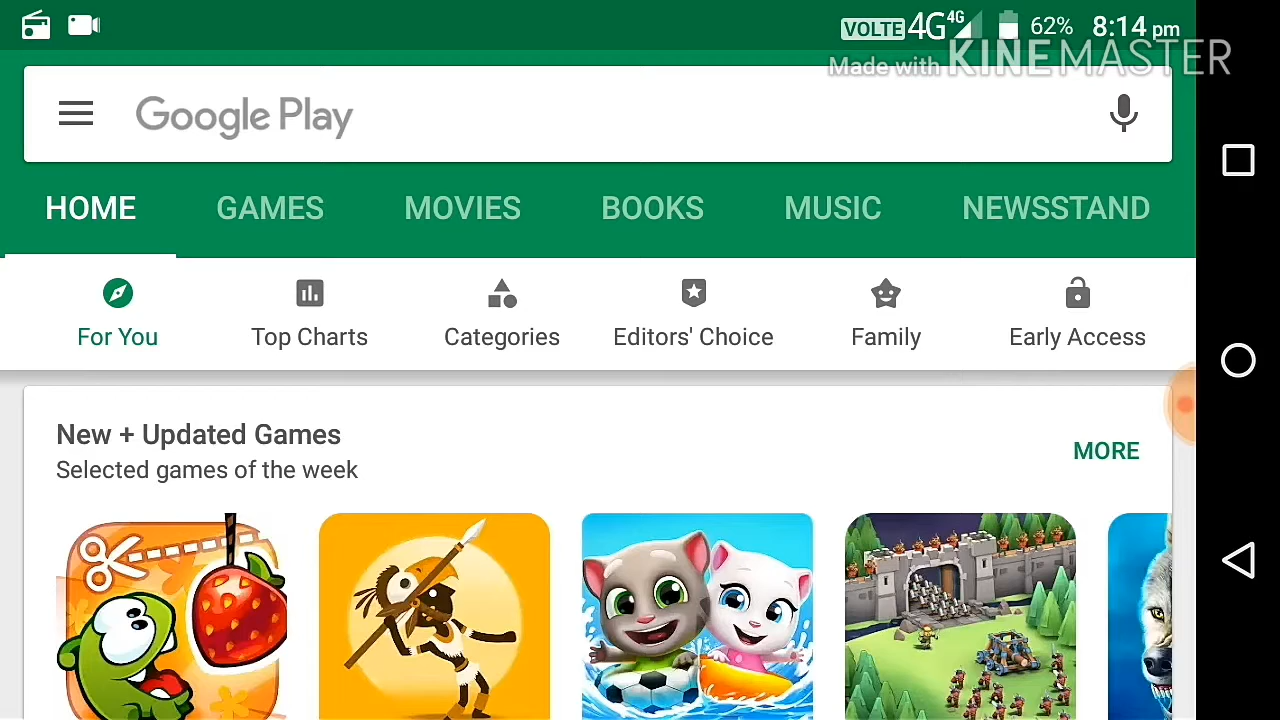 VOLTE 4G 4G 62% 8:14 pm
Made with KINEMASTER
Google Play
HOME GAMES MOVIES BOOKS MUSIC NEWSSTAND
For You Top Charts Categories Editors' Choice Family Early Access
New + Updated Games
MORE
Selected games of the week